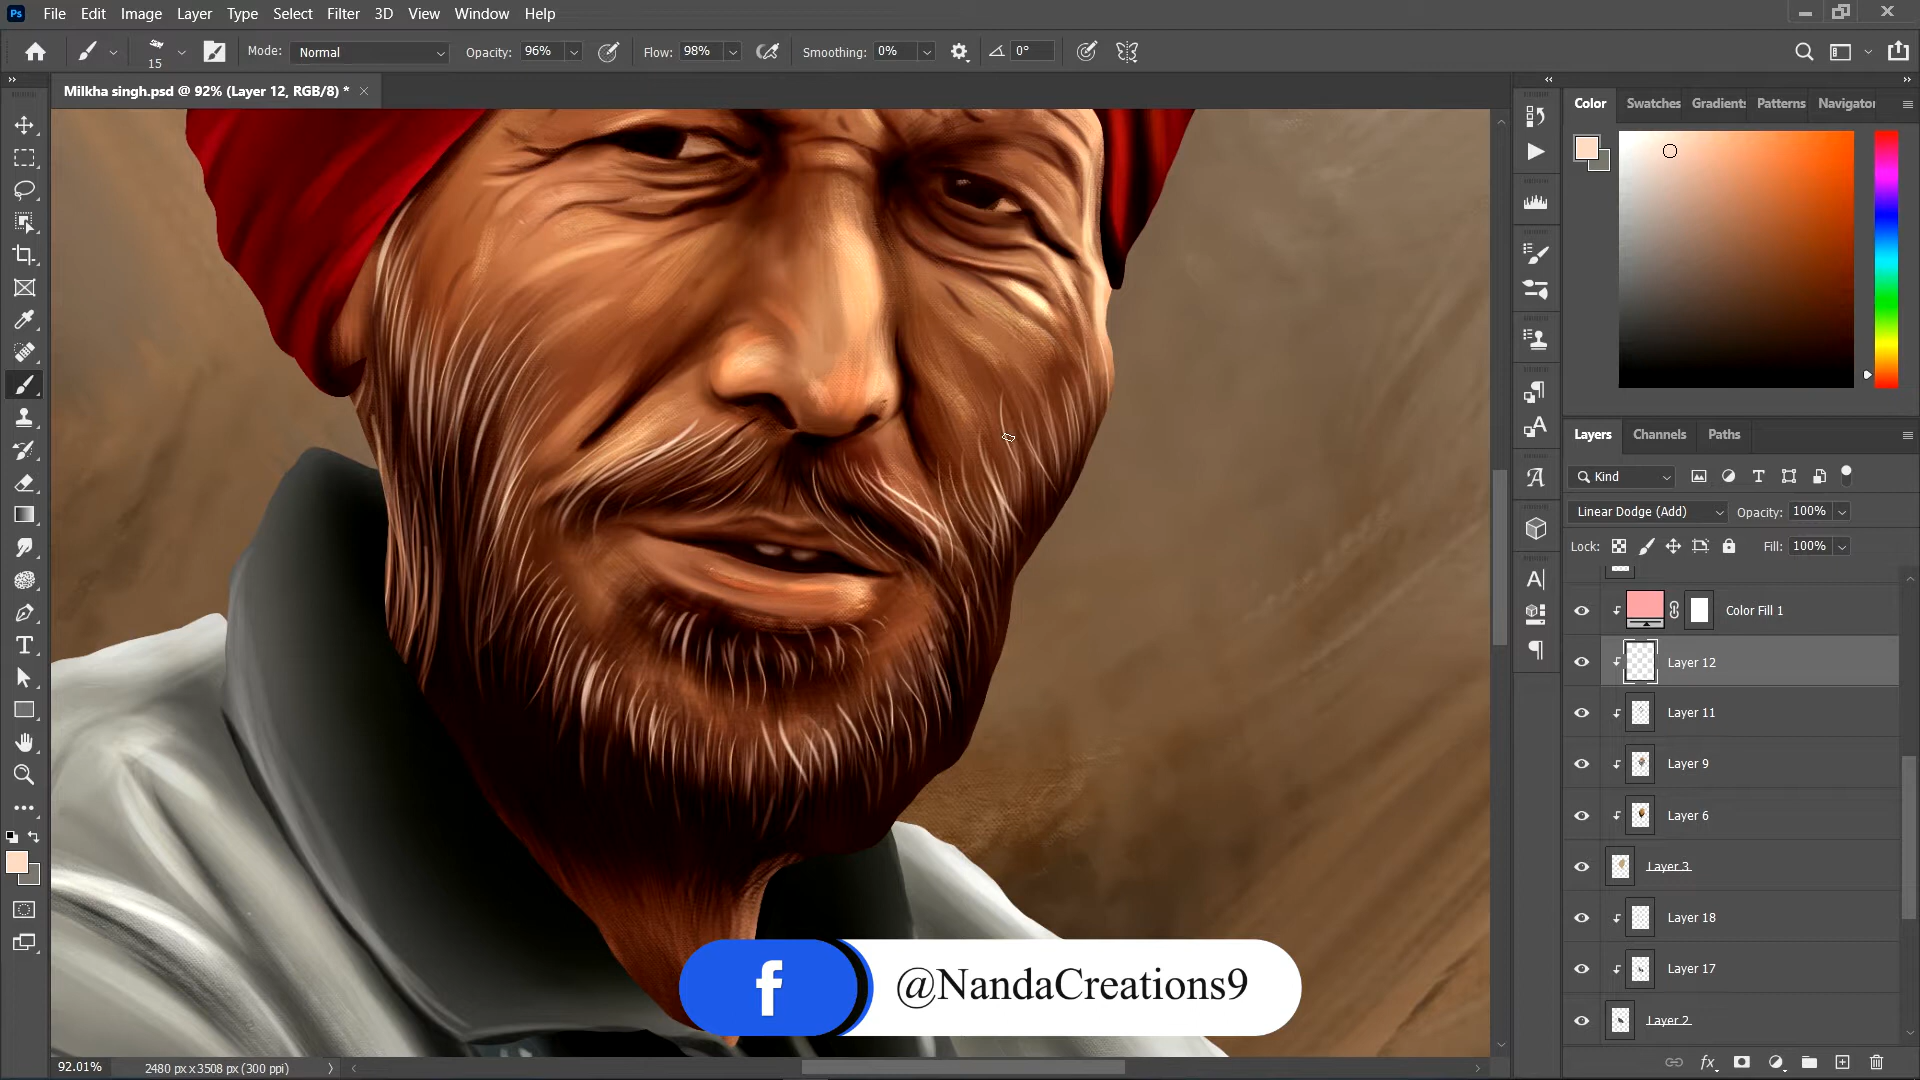 Ps File Edit Image Layer Type Select Filter 3D View Window Help
15 Mode: Normal Opacity: 96% Flow: 98% Smoothing: 0% 0°
Milkha singh.psd @ 92% (Layer 12, RGB/8) *
Color Swatches Gradients Patterns Navigator
Layers Channels Paths
Kind
Linear Dodge (Add) Opacity: 100%
Lock: Fill: 100%
Color Fill 1
Layer 12
Layer 11
Layer 9
Layer 6
Layer 3
Layer 18
Layer 17
Layer 2
f @NandaCreations9
92.01% 2480 px x 3508 px (300 ppi)
fx